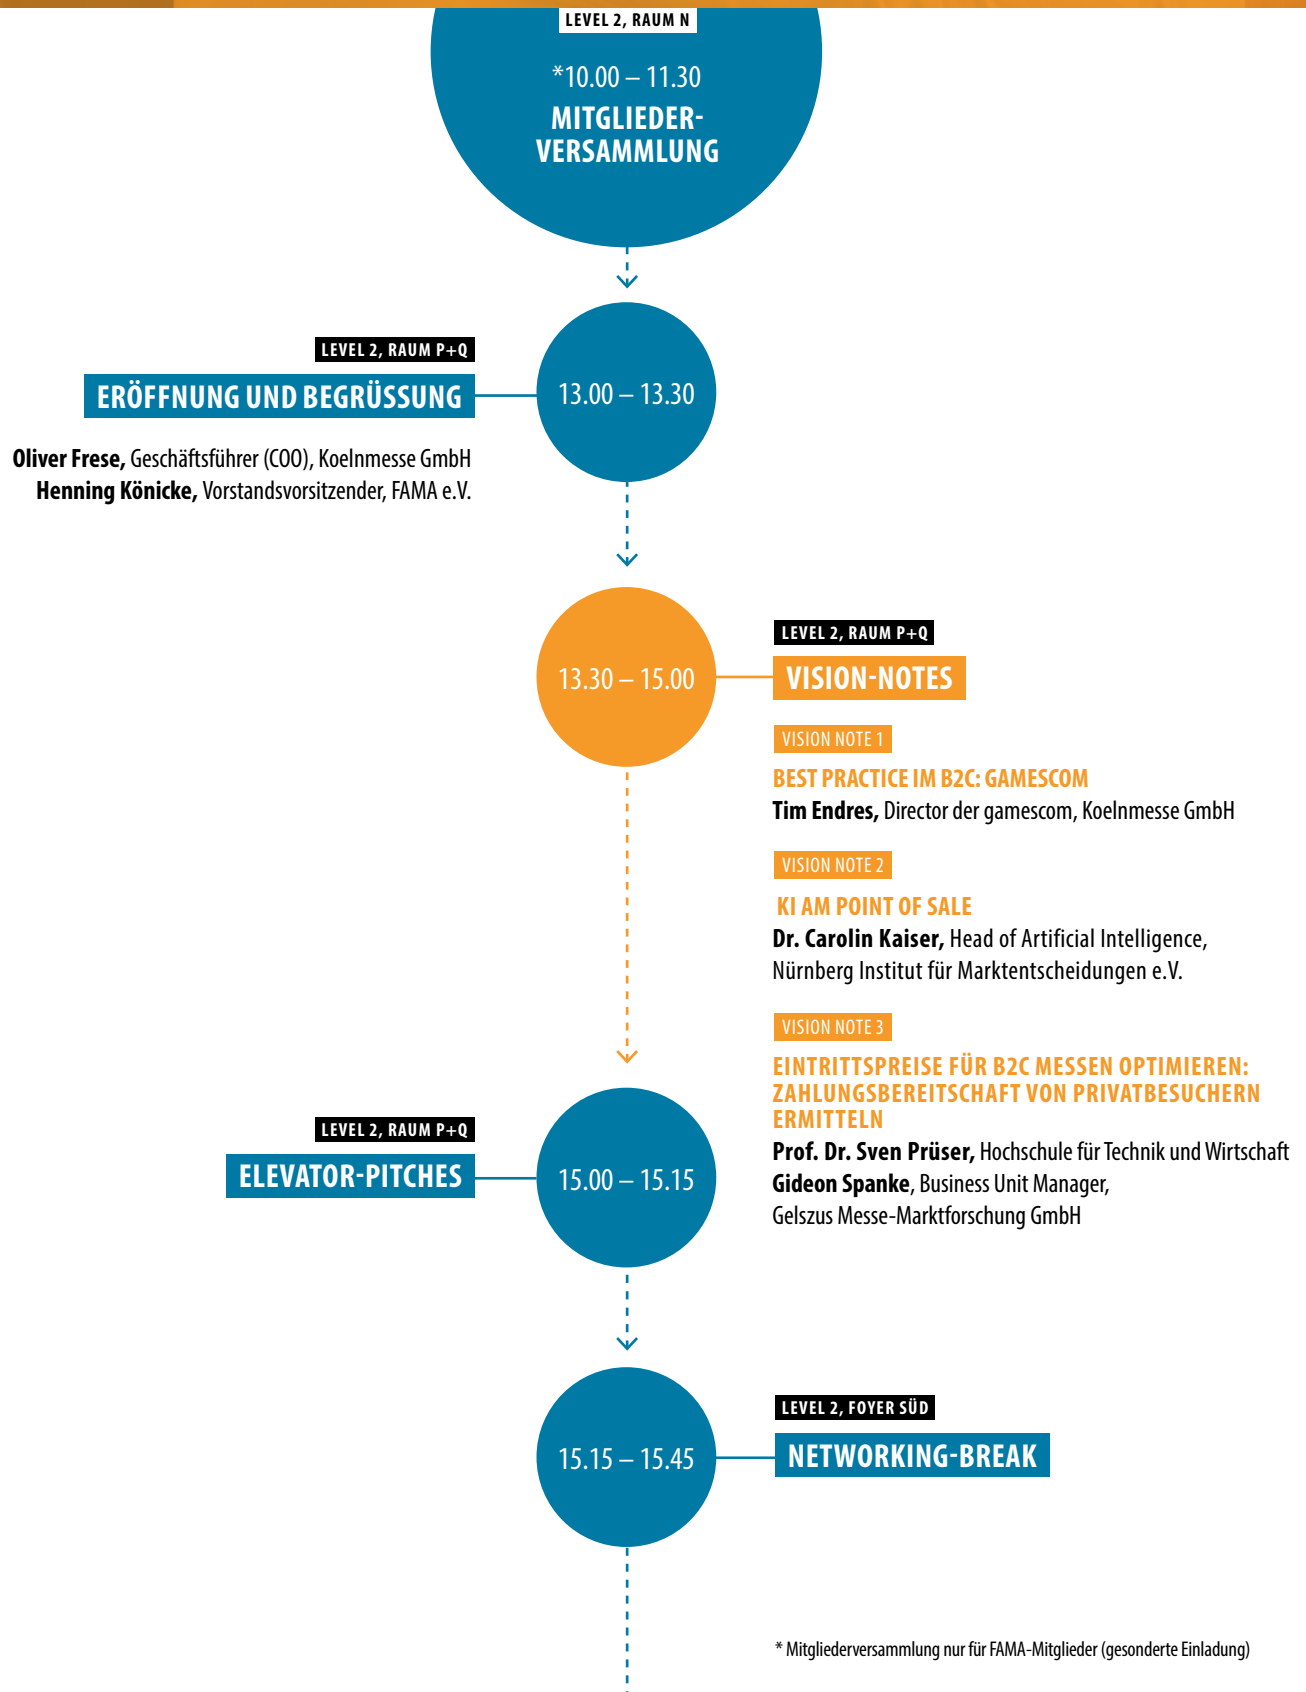 LEVEL 2, RAUM N
*10.00 – 11.30
MITGLIEDER-
VERSAMMLUNG
LEVEL 2, RAUM P+Q
ERÖFFNUNG UND BEGRÜSSUNG
13.00 – 13.30
Oliver Frese, Geschäftsführer (COO), Koelnmesse GmbH
Henning Könicke, Vorstandsvorsitzender, FAMA e.V.
13.30 – 15.00
LEVEL 2, RAUM P+Q
VISION-NOTES
VISION NOTE 1
BEST PRACTICE IM B2C: GAMESCOM
Tim Endres, Director der gamescom, Koelnmesse GmbH
VISION NOTE 2
KI AM POINT OF SALE
Dr. Carolin Kaiser, Head of Artificial Intelligence,
Nürnberg Institut für Marktentscheidungen e.V.
VISION NOTE 3
EINTRITTSPREISE FÜR B2C MESSEN OPTIMIEREN:
ZAHLUNGSBEREITSCHAFT VON PRIVATBESUCHERN
ERMITTELN
Prof. Dr. Sven Prüser, Hochschule für Technik und Wirtschaft
Gideon Spanke, Business Unit Manager,
Gelszus Messe-Marktforschung GmbH
LEVEL 2, RAUM P+Q
ELEVATOR-PITCHES
15.00 – 15.15
LEVEL 2, FOYER SÜD
15.15 – 15.45
NETWORKING-BREAK
* Mitgliederversammlung nur für FAMA-Mitglieder (gesonderte Einladung)